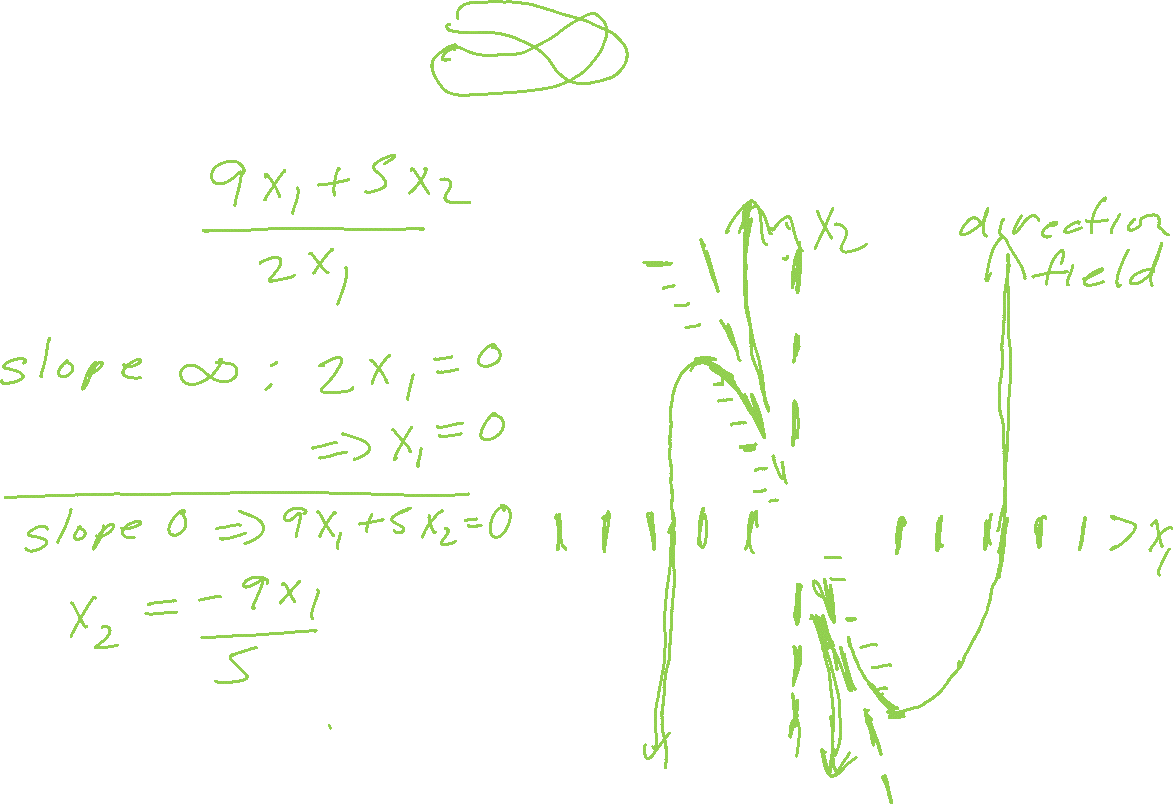 9x₁+5x₂
2x₁
x₂
direction
field
slope ∞ : 2x₁=0
=> x₁=0
slope 0 => 9x₁+5x₂=0
x₁
x₂ = -9x₁
5